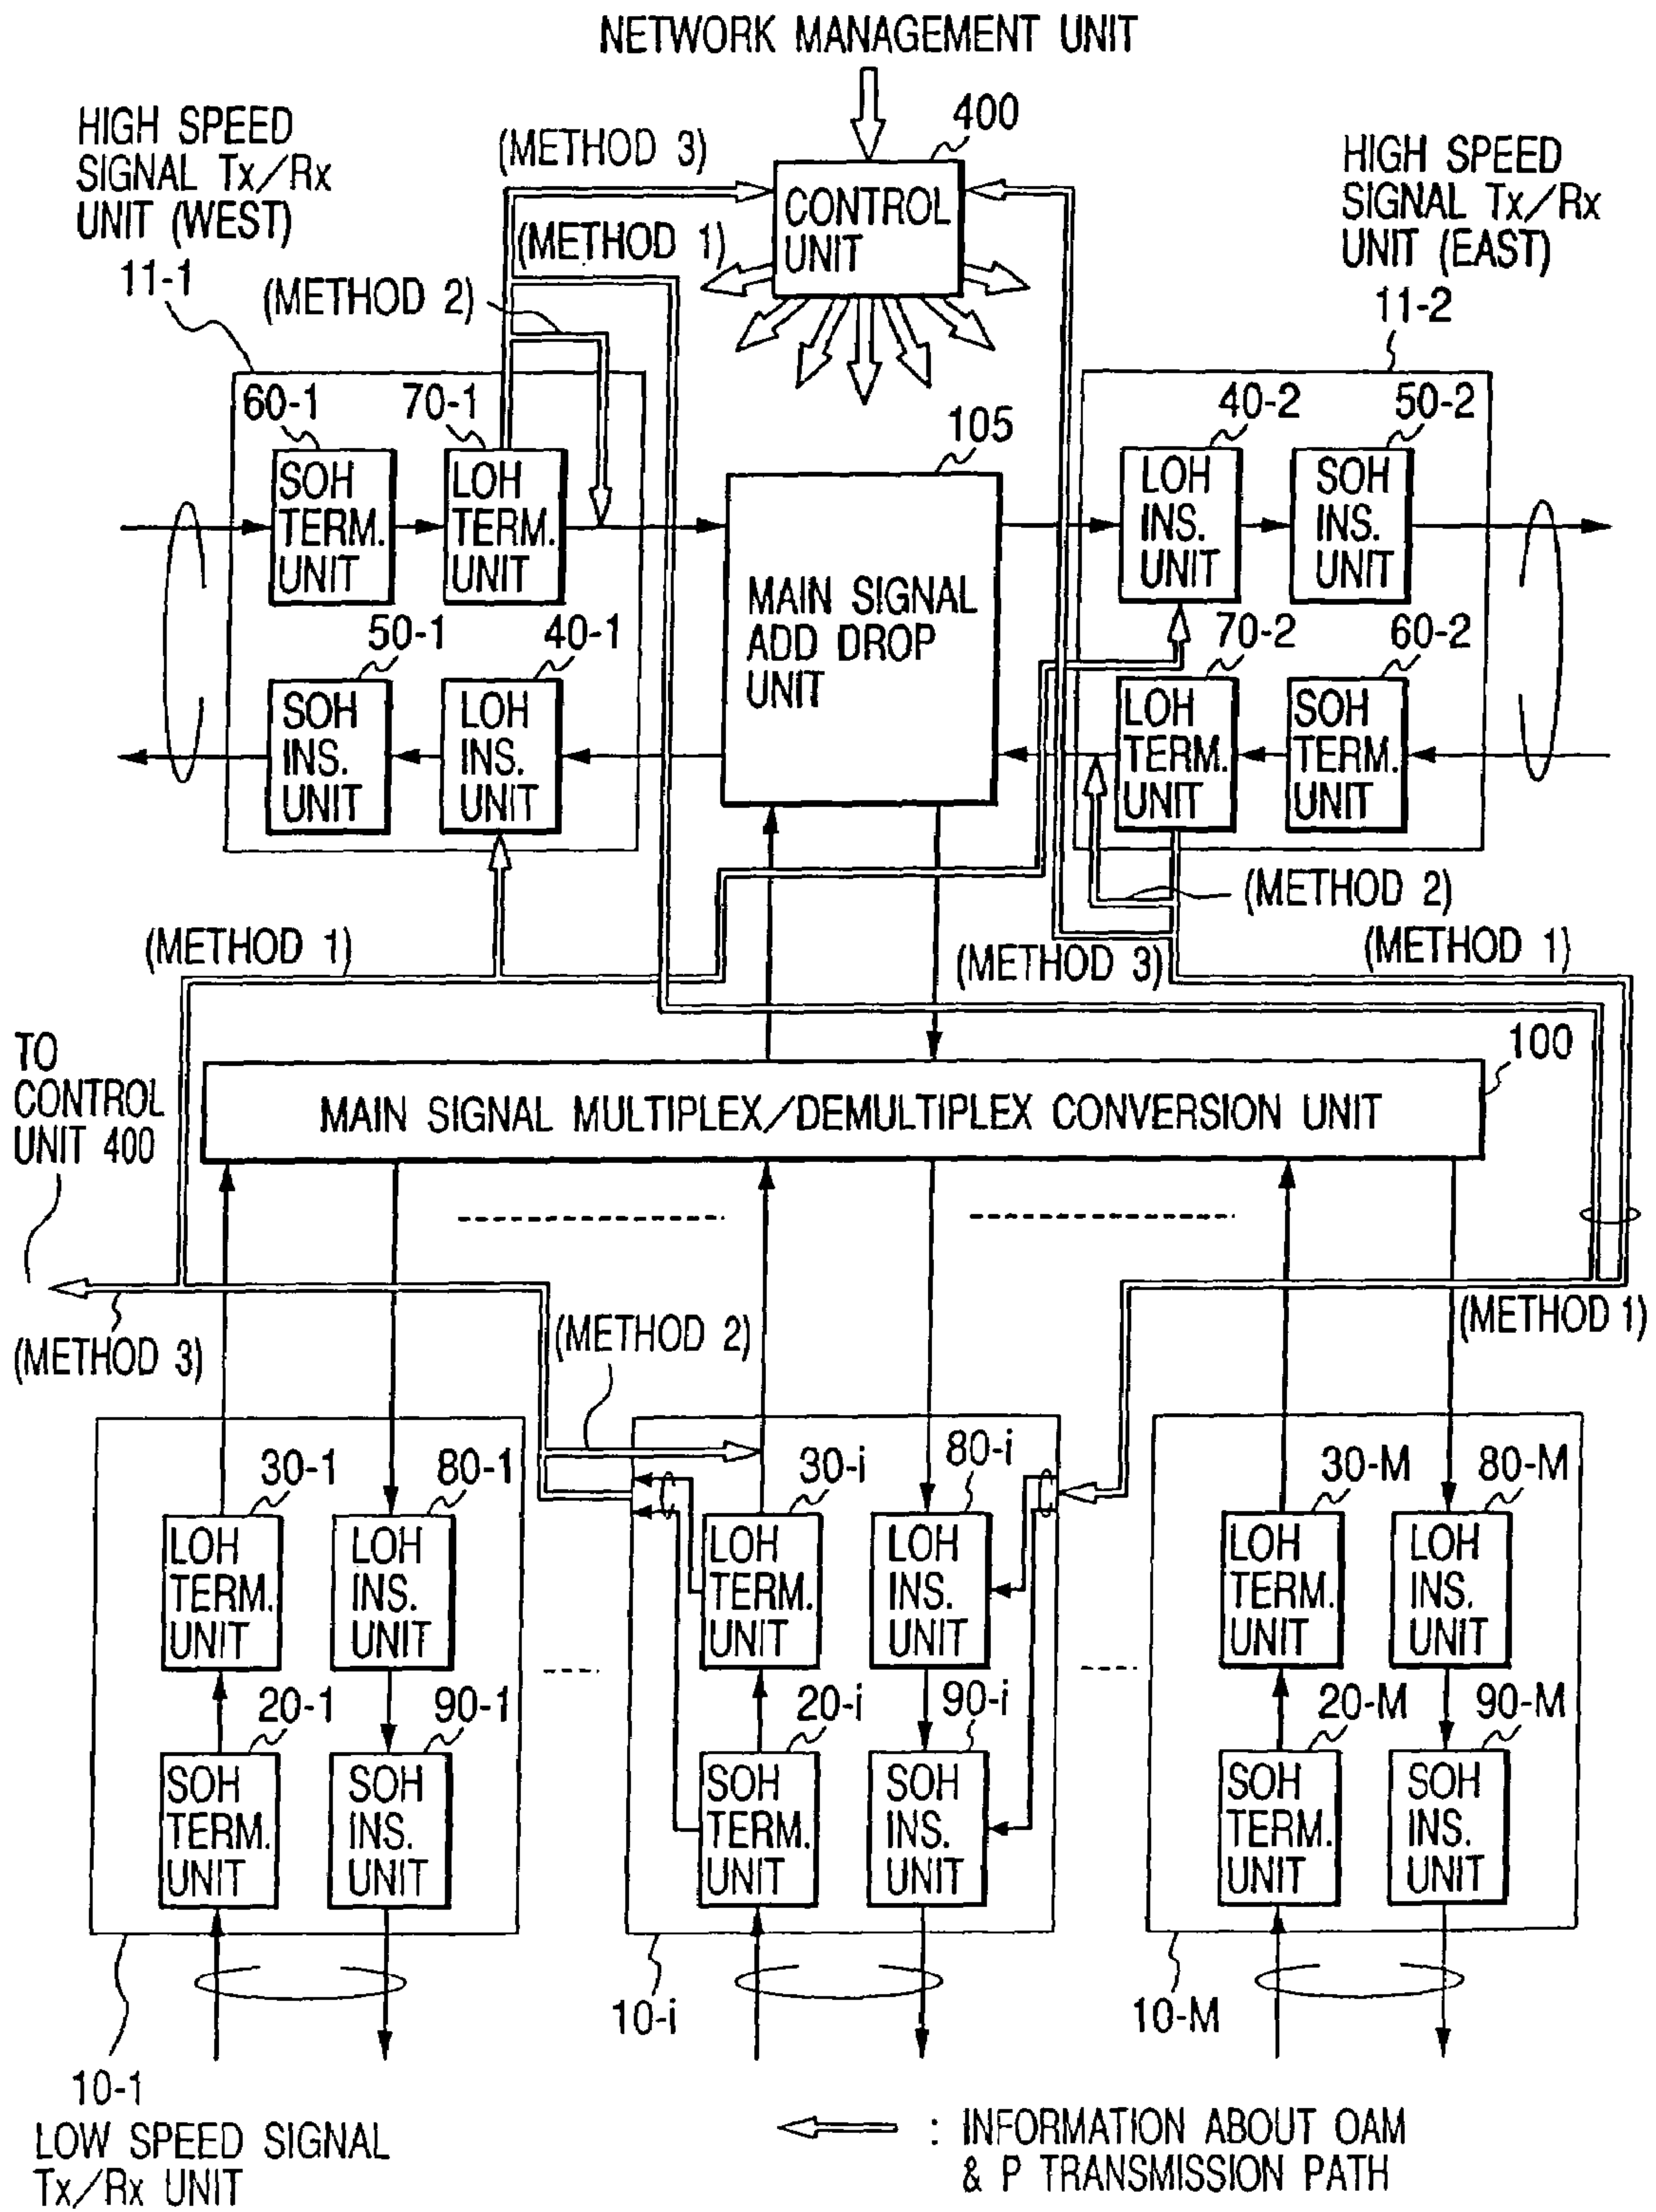 NETWORK MANAGEMENT UNIT
400
HIGH SPEED
SIGNAL Tx/Rx
UNIT (WEST)
11-1
(METHOD 3)
(METHOD 1)
(METHOD 2)
CONTROL
UNIT
HIGH SPEED
SIGNAL Tx/Rx
UNIT (EAST)
11-2
60-1
70-1
SOH
TERM.
UNIT
LOH
TERM.
UNIT
50-1
40-1
SOH
INS.
UNIT
LOH
INS.
UNIT
105
MAIN SIGNAL
ADD DROP
UNIT
40-2
50-2
LOH
INS.
UNIT
SOH
INS.
UNIT
70-2
60-2
LOH
TERM.
UNIT
SOH
TERM.
UNIT
(METHOD 2)
(METHOD 1)
(METHOD 3)
(METHOD 1)
TO
CONTROL
UNIT 400
100
MAIN SIGNAL MULTIPLEX/DEMULTIPLEX CONVERSION UNIT
(METHOD 3)
(METHOD 2)
(METHOD 1)
30-1
80-1
LOH
TERM.
UNIT
LOH
INS.
UNIT
20-1
90-1
SOH
TERM.
UNIT
SOH
INS.
UNIT
30-i
80-i
LOH
TERM.
UNIT
LOH
INS.
UNIT
20-i
90-i
SOH
TERM.
UNIT
SOH
INS.
UNIT
30-M
80-M
LOH
TERM.
UNIT
LOH
INS.
UNIT
20-M
90-M
SOH
TERM.
UNIT
SOH
INS.
UNIT
10-1
LOW SPEED SIGNAL
Tx/Rx UNIT
10-i
10-M
: INFORMATION ABOUT OAM
& P TRANSMISSION PATH